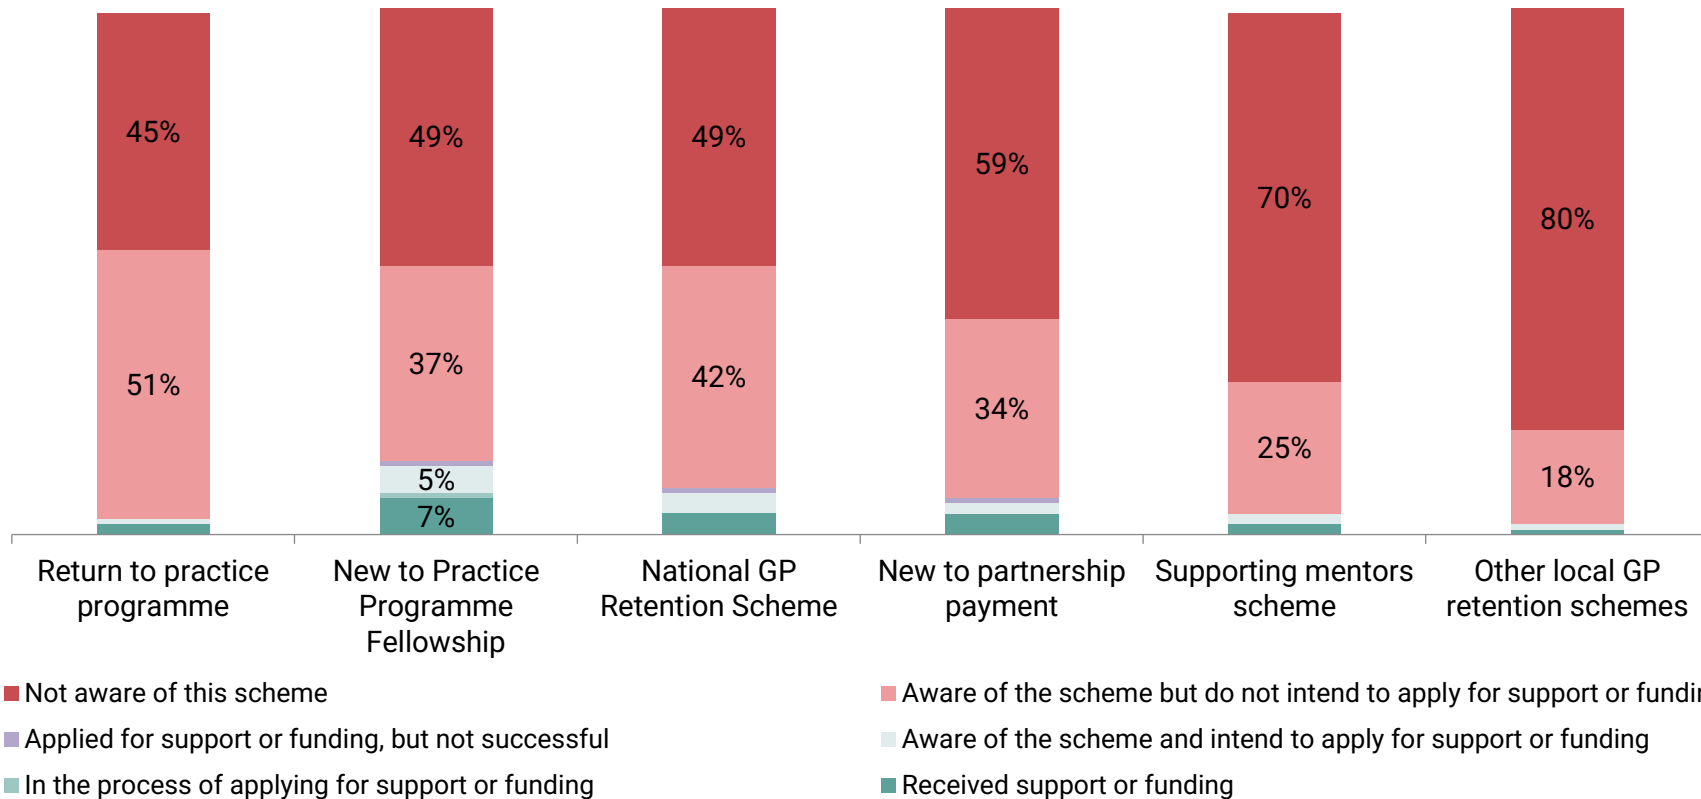 45%
49%
49%
59%
70%
80%
51%
37%
42%
34%
25%
18%
5%
7%
Return to practice
programme
New to Practice
Programme
Fellowship
National GP
Retention Scheme
New to partnership
payment
Supporting mentors
scheme
Other local GP
retention schemes
Not aware of this scheme
Aware of the scheme but do not intend to apply for support or
Applied for support or funding, but not successful
Aware of the scheme and intend to apply for support or funding
In the process of applying for support or funding
Received support or funding